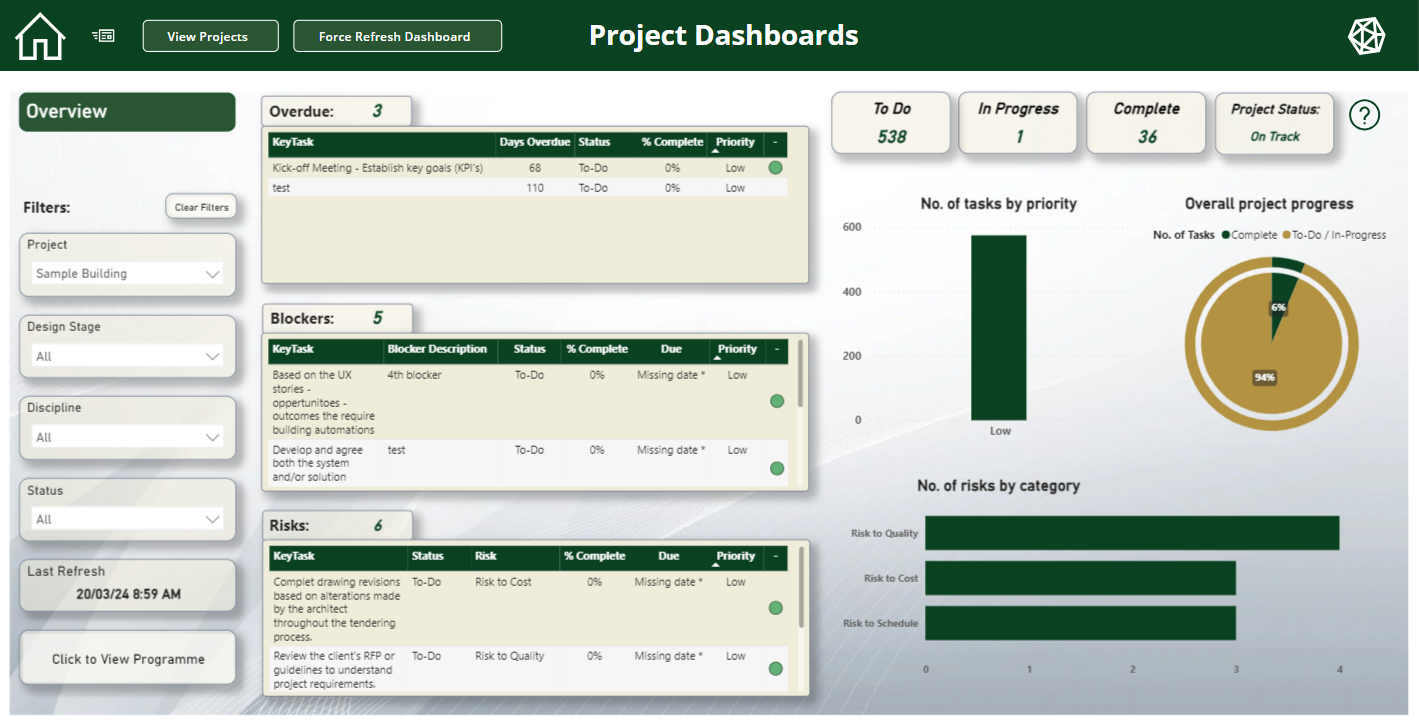 View Projects
Force Refresh Dashboard
Project Dashboards
Overview
Filters:
Clear Filters
Project
Sample Building
Design Stage
All
Discipline
All
Status
All
Last Refresh
20/03/24 8:59 AM
Click to View Programme
Overdue: 3
KeyTask Days Overdue Status % Complete Priority -
Kick-off Meeting - Establish key goals (KPI's) 68 To-Do 0% Low
test 110 To-Do 0% Low
Blockers: 5
KeyTask Blocker Description Status % Complete Due Priority -
Based on the UX 4th blocker To-Do 0% Missing date * Low
stories -
oppertunitoes -
outcomes the require
building automations
Develop and agree test To-Do 0% Missing date * Low
both the system
and/or solution
Risks: 6
KeyTask Status Risk % Complete Due Priority -
Complet drawing revisions To-Do Risk to Cost 0% Missing date * Low
based on alterations made
by the architect
throughout the tendering
process.
Review the client's RFP or To-Do Risk to Quality 0% Missing date * Low
guidelines to understand
project requirements.
To Do
538
In Progress
1
Complete
36
Project Status:
On Track
?
No. of tasks by priority
600
400
200
0
Low
Overall project progress
No. of Tasks Complete To-Do / In-Progress
6%
94%
No. of risks by category
Risk to Quality
Risk to Cost
Risk to Schedule
0 1 2 3 4